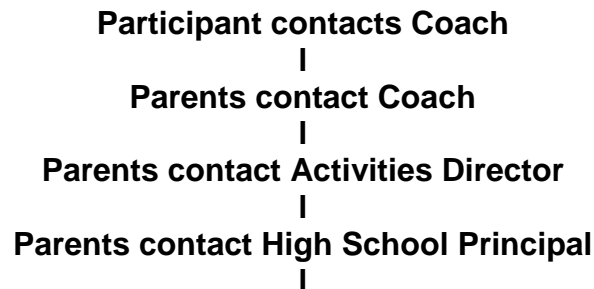 Participant contacts Coach
I
Parents contact Coach
I
Parents contact Activities Director
I
Parents contact High School Principal
I